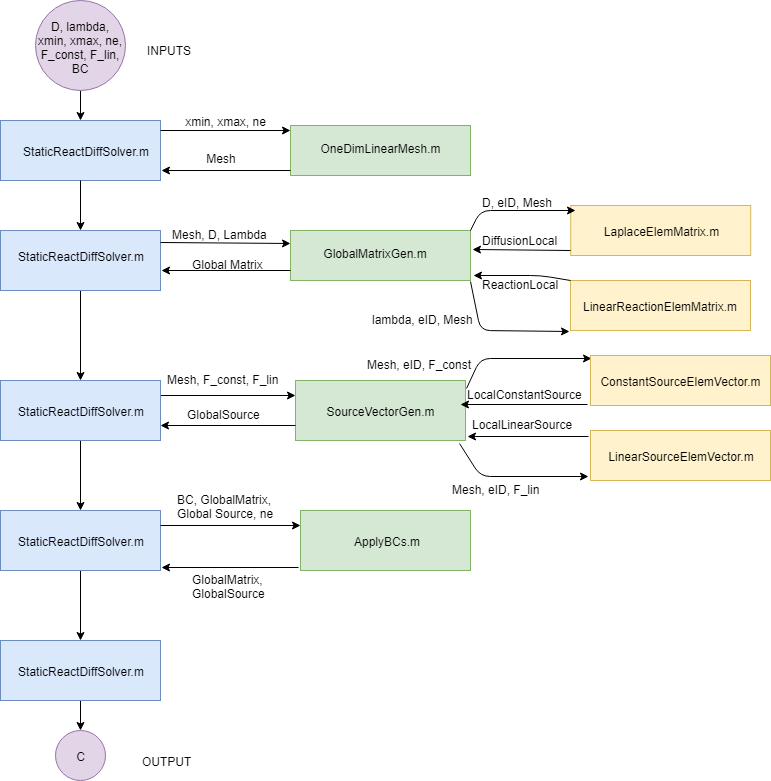 D, lambda,
xmin, xmax, ne,
F_const, F_lin,
BC
INPUTS
StaticReactDiffSolver.m
xmin, xmax, ne
Mesh
OneDimLinearMesh.m
StaticReactDiffSolver.m
Mesh, D, Lambda
Global Matrix
GlobalMatrixGen.m
D, eID, Mesh
DiffusionLocal
LaplaceElemMatrix.m
ReactionLocal
lambda, eID, Mesh
LinearReactionElemMatrix.m
StaticReactDiffSolver.m
Mesh, F_const, F_lin
GlobalSource
SourceVectorGen.m
Mesh, eID, F_const
LocalConstantSource
ConstantSourceElemVector.m
LocalLinearSource
Mesh, eID, F_lin
LinearSourceElemVector.m
StaticReactDiffSolver.m
BC, GlobalMatrix,
Global Source, ne
GlobalMatrix,
GlobalSource
ApplyBCs.m
StaticReactDiffSolver.m
C
OUTPUT